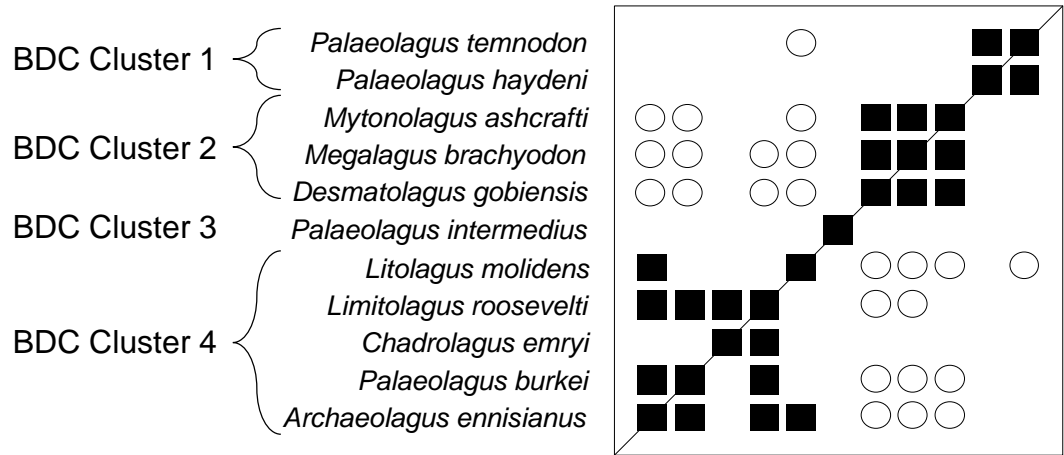 BDC Cluster 1
Palaeolagus temnodon
Palaeolagus haydeni
BDC Cluster 2
Mytonolagus ashcrafti
Megalagus brachyodon
Desmatolagus gobiensis
BDC Cluster 3
Palaeolagus intermedius
BDC Cluster 4
Litolagus molidens
Limitolagus roosevelti
Chadrolagus emryi
Palaeolagus burkei
Archaeolagus ennisianus